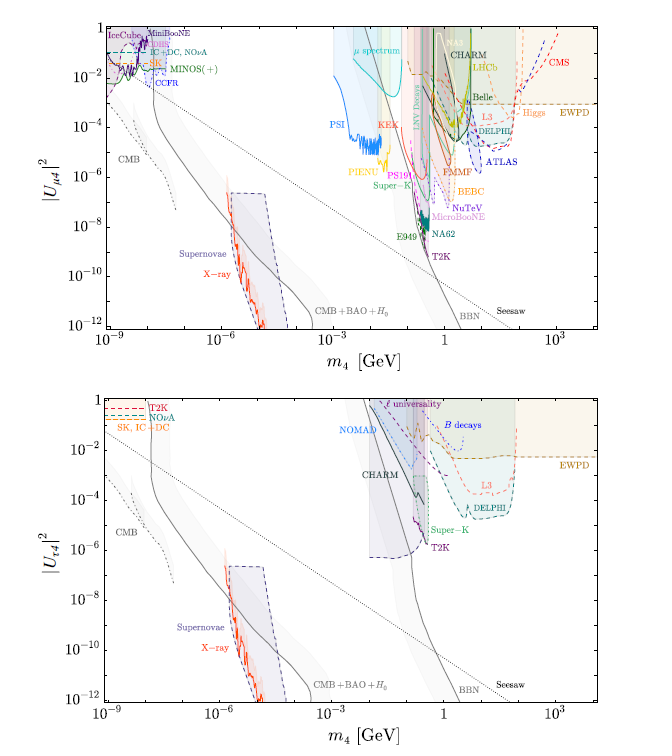 1
10^−2
10^−4
10^−6
10^−8
10^−10
10^−12
|U_μ4|^2
IceCube
MiniBooNE
CDHS
IC+DC, NOνA
SK
MINOS(+)
CCFR
CMB
Supernovae
X-ray
CMB+BAO+H_0
μ spectrum
PSI
KEK
PIENU
LNV Decays
NA3
CHARM
LHCb
Belle
L3
DELPHI
Higgs
CMS
EWPD
ATLAS
PS191
FMMF
Super-K
BEBC
NuTeV
MicroBooNE
E949
NA62
T2K
BBN
Seesaw
10^−9
10^−6
10^−3
1
10^3
m_4 [GeV]
1
10^−2
10^−4
10^−6
10^−8
10^−10
10^−12
|U_τ4|^2
T2K
NOνA
SK, IC+DC
CMB
Supernovae
X-ray
CMB+BAO+H_0
ℓ universality
NOMAD
B decays
CHARM
EWPD
L3
DELPHI
Super-K
T2K
BBN
Seesaw
10^−9
10^−6
10^−3
1
10^3
m_4 [GeV]